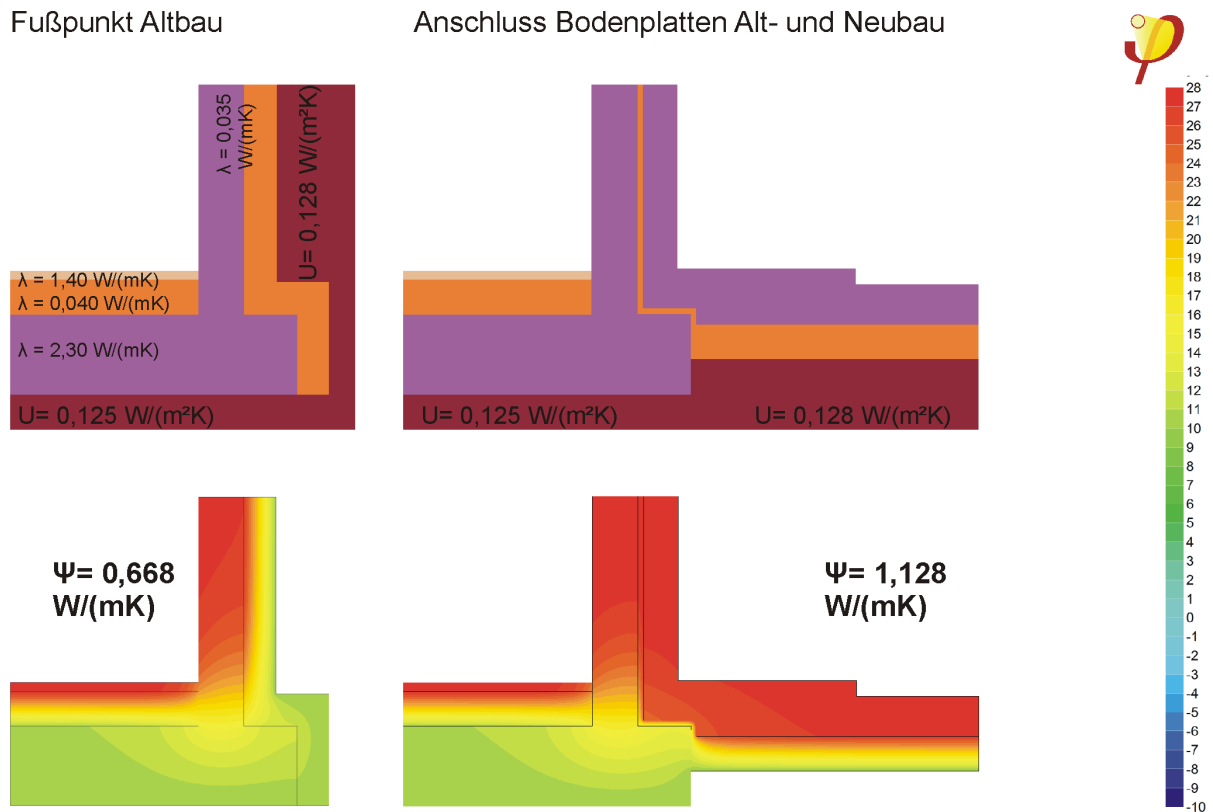 Fußpunkt Altbau
Anschluss Bodenplatten Alt- und Neubau
λ = 0,035
W/(mK)
U= 0,128 W/(m²K)
λ = 1,40 W/(mK)
λ = 0,040 W/(mK)
λ = 2,30 W/(mK)
U= 0,125 W/(m²K)
U= 0,125 W/(m²K)
U= 0,128 W/(m²K)
Ψ= 0,668
W/(mK)
Ψ= 1,128
W/(mK)
28
27
26
25
24
23
22
21
20
19
18
17
16
15
14
13
12
11
10
9
8
7
6
5
4
3
2
1
0
-1
-2
-3
-4
-5
-6
-7
-8
-9
-10